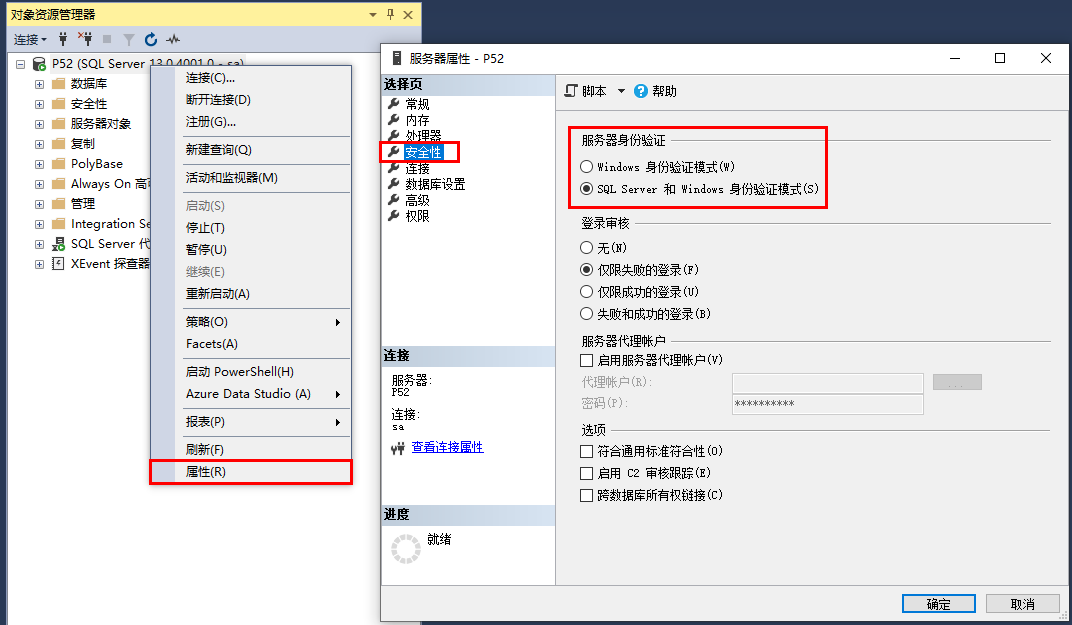 对象资源管理器
连接
P52 (SQL Server 13.0.4001.0 - sa)
数据库
安全性
服务器对象
复制
PolyBase
Always On 高可
管理
Integration Se
SQL Server 代
XEvent 探查器
连接(C)...
断开连接(D)
注册(G)...
新建查询(Q)
活动和监视器(M)
启动(S)
停止(T)
暂停(U)
继续(E)
重新启动(A)
策略(O)
Facets(A)
启动 PowerShell(H)
Azure Data Studio (A)
报表(P)
刷新(F)
属性(R)
服务器属性 - P52
选择页
常规
内存
处理器
安全性
连接
数据库设置
高级
权限
连接
服务器:
P52
连接:
sa
查看连接属性
进度
就绪
脚本
帮助
服务器身份验证
Windows 身份验证模式(W)
SQL Server 和 Windows 身份验证模式(S)
登录审核
无(N)
仅限失败的登录(F)
仅限成功的登录(U)
失败和成功的登录(B)
服务器代理帐户
启用服务器代理帐户(V)
代理帐户(R):
...
密码(P):
**********
选项
符合通用标准符合性(O)
启用 C2 审核跟踪(E)
跨数据库所有权链接(C)
确定
取消